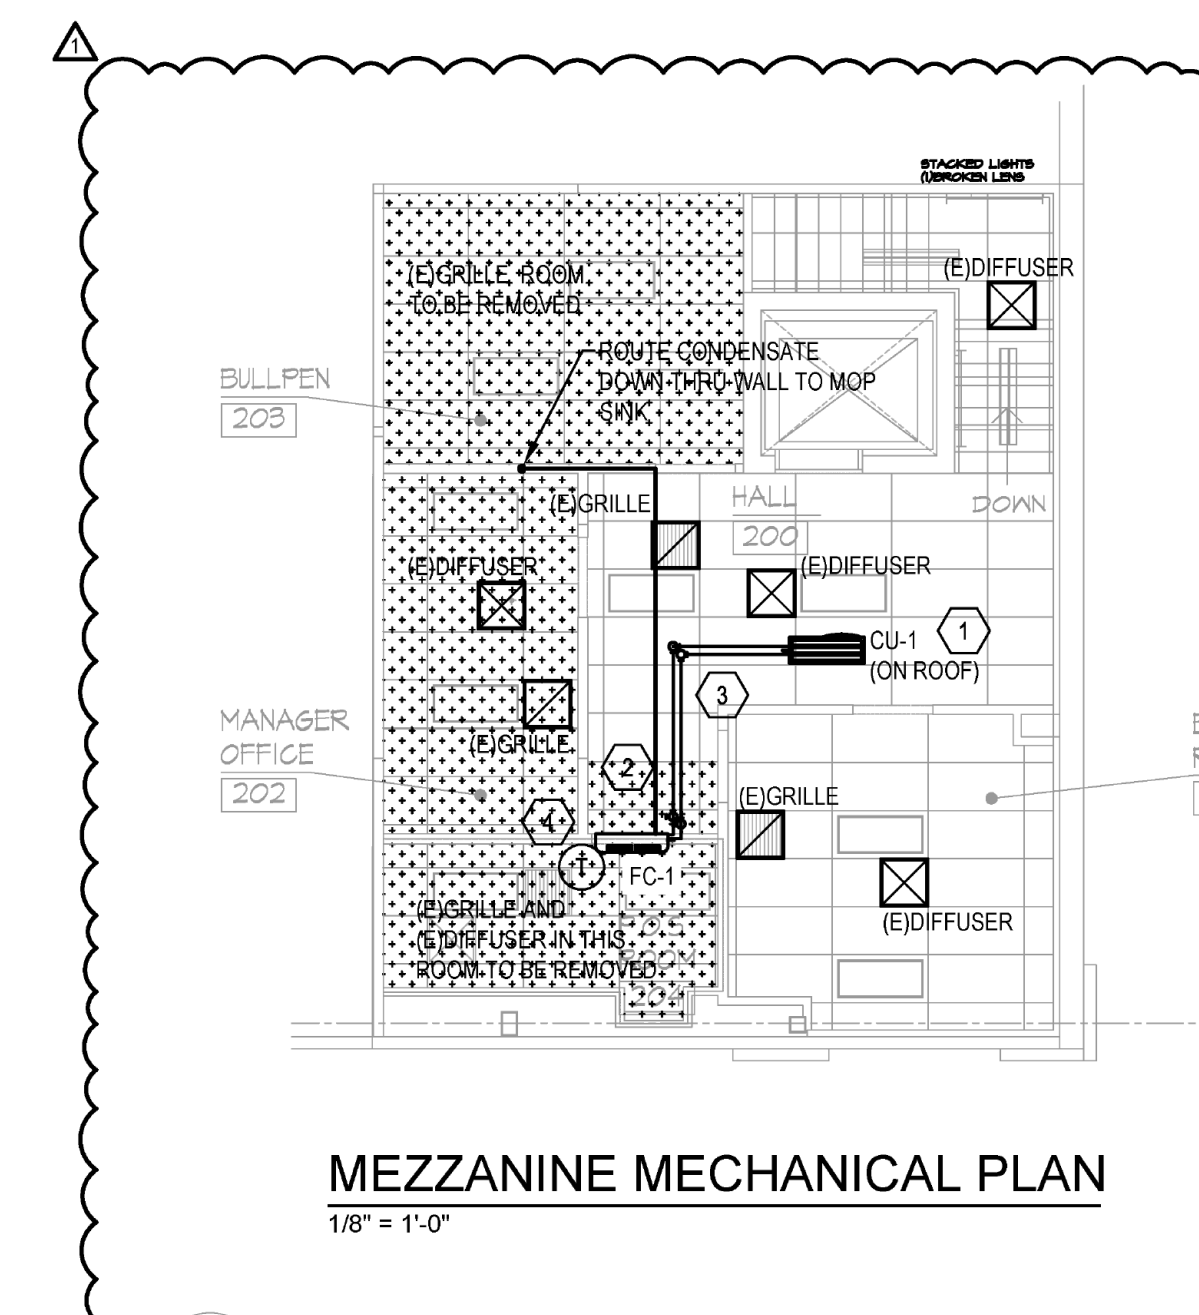 1
STACKED LIGHTS
(1)BROKEN LENS
(E)DIFFUSER
(E)GRILLE ROOM
TO BE REMOVED
ROUTE CONDENSATE
DOWN THRU WALL TO MOP
SINK
BULLPEN
203
(E)GRILLE
HALL
200
DOWN
(E)DIFFUSER
(E)DIFFUSER
1
CU-1
(ON ROOF)
3
MANAGER
OFFICE
202
(E)GRILLE
2
(E)GRILLE
4
T
FC-1
(E)GRILLE AND
(E)DIFFUSER IN THIS
ROOM TO BE REMOVED
ROOM
204
(E)DIFFUSER
MEZZANINE MECHANICAL PLAN
1/8" = 1'-0"